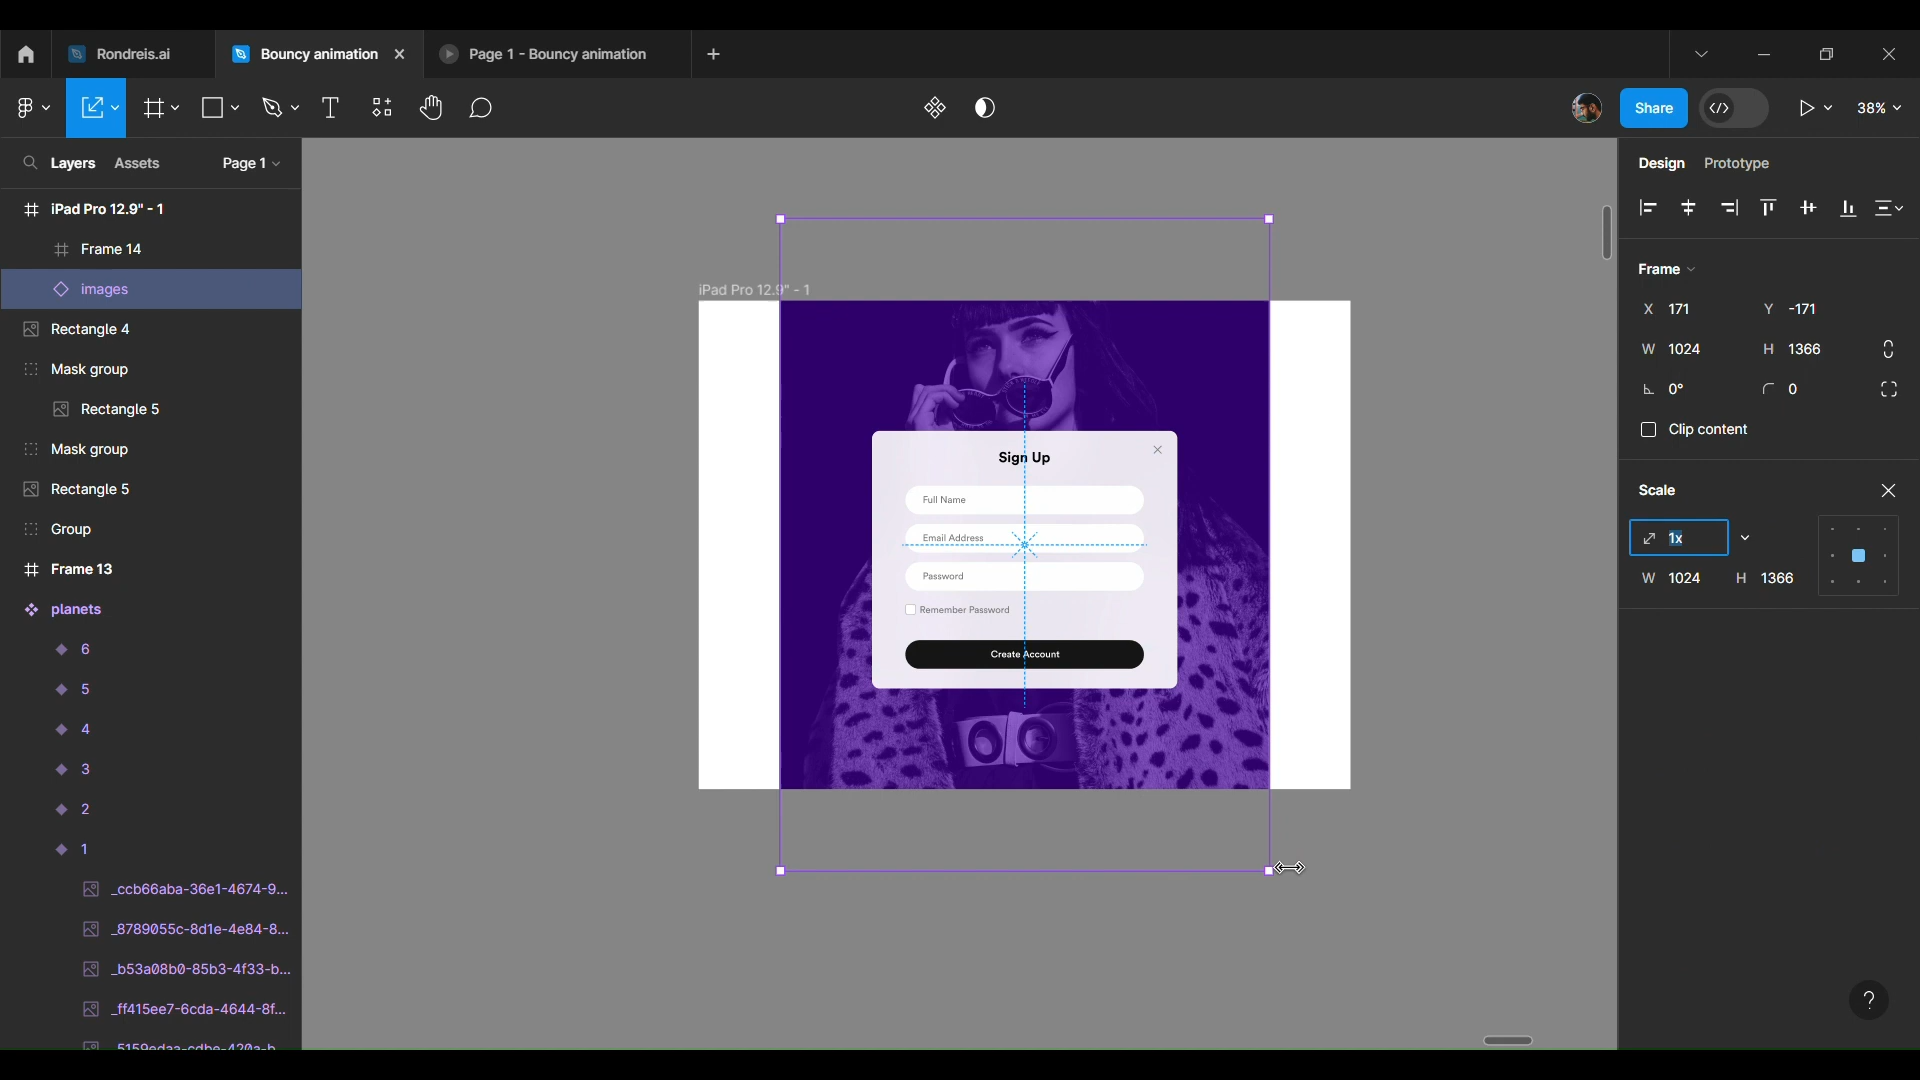 Rondreis.ai
Bouncy animation
Page 1 - Bouncy animation
Share
38%
Layers
Assets
Page 1
iPad Pro 12.9" - 1
Frame 14
images
Rectangle 4
Mask group
Rectangle 5
Mask group
Rectangle 5
Group
Frame 13
planets
6
5
4
3
2
1
_ccb66aba-36e1-4674-9...
_8789055c-8d1e-4e84-8...
_b53a08b0-85b3-4f33-b...
_ff415ee7-6cda-4644-8f...
iPad Pro 12.9" - 1
Sign Up
Full Name
Email Address
Password
Remember Password
Create Account
Design
Prototype
Frame
X 171 Y -171
W 1024 H 1366
0° 0
Clip content
Scale
1x
W 1024 H 1366
?